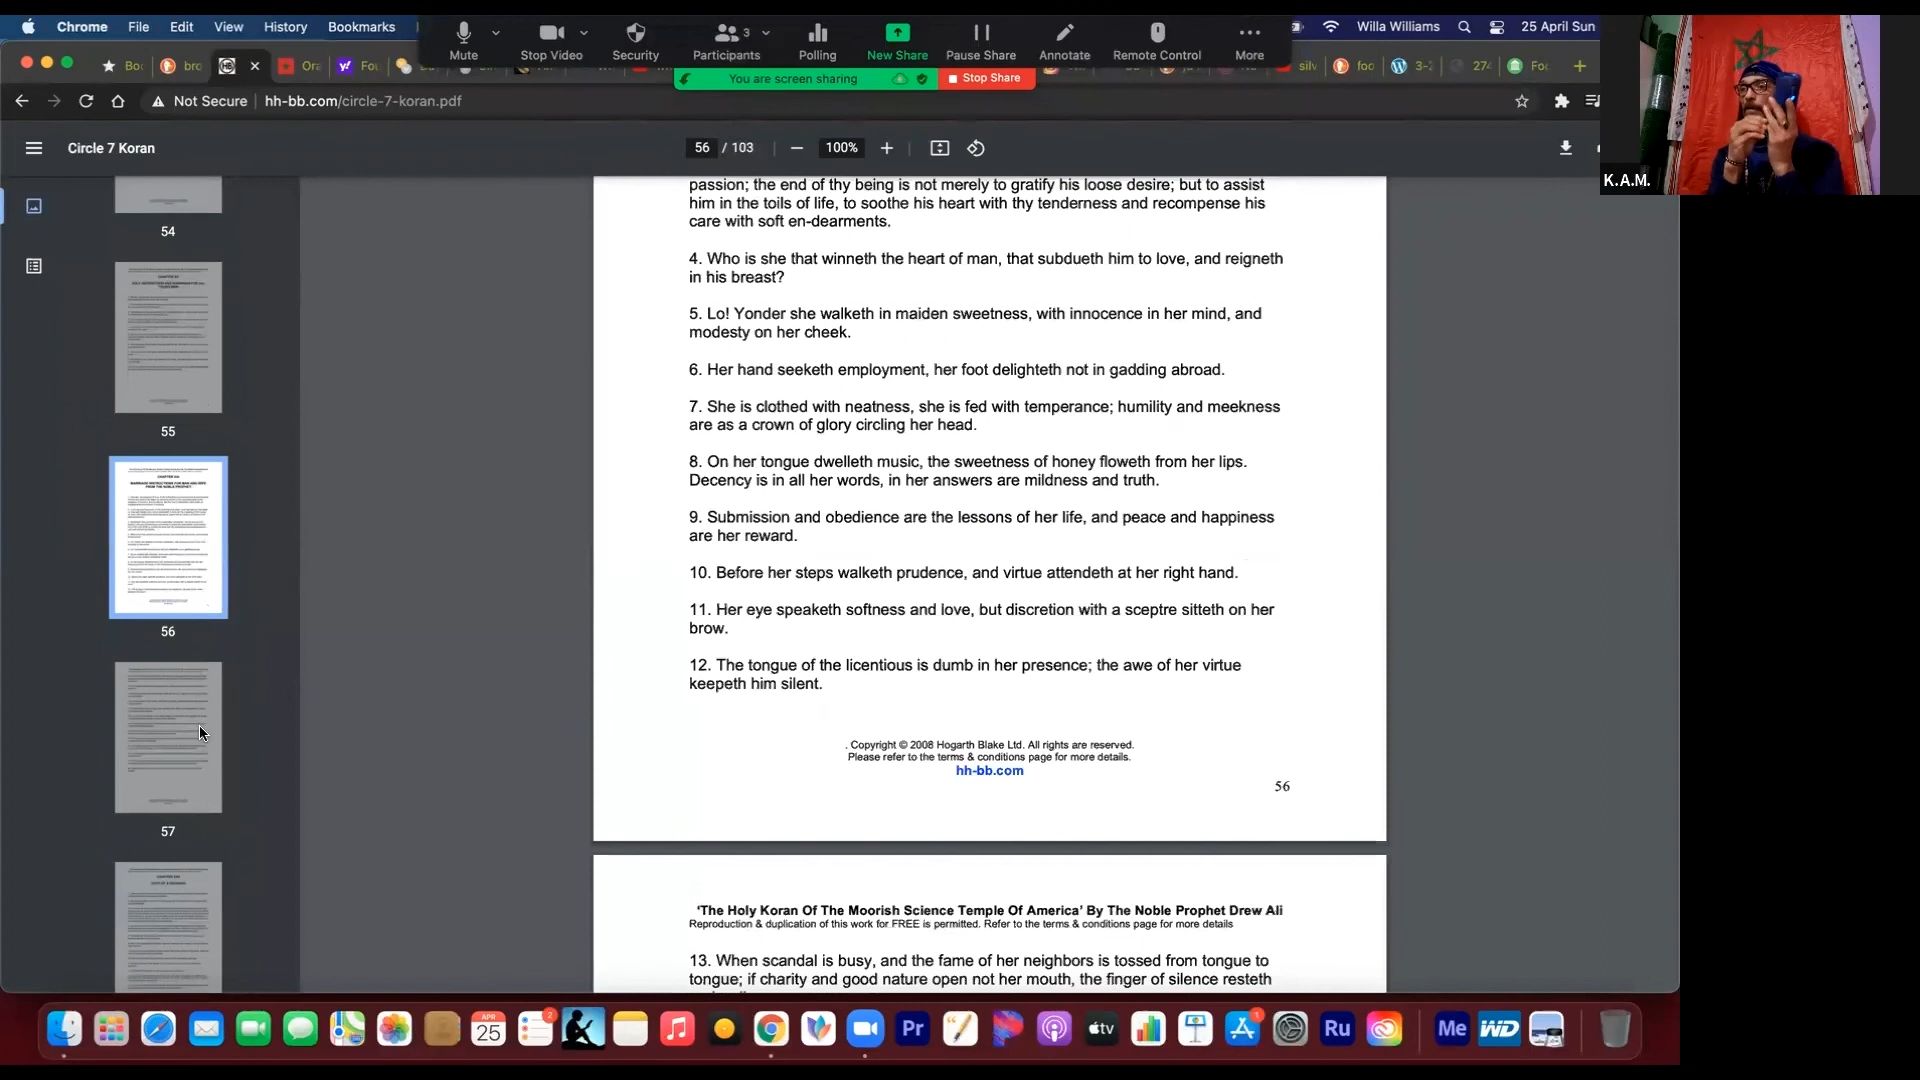 Chrome File Edit View History Bookmarks
Mute Stop Video Security Participants 3 Polling New Share Pause Share Annotate Remote Control More
Willa Williams 25 April Sun
You are screen sharing Stop Share
Not Secure hh-bb.com/circle-7-koran.pdf
Circle 7 Koran 56 / 103 100%
K.A.M.
54
55
56
57
passion; the end of thy being is not merely to gratify his loose desire; but to assist
him in the toils of life, to soothe his heart with thy tenderness and recompense his
care with soft en-dearments.
4. Who is she that winneth the heart of man, that subdueth him to love, and reigneth
in his breast?
5. Lo! Yonder she walketh in maiden sweetness, with innocence in her mind, and
modesty on her cheek.
6. Her hand seeketh employment, her foot delighteth not in gadding abroad.
7. She is clothed with neatness, she is fed with temperance; humility and meekness
are as a crown of glory circling her head.
8. On her tongue dwelleth music, the sweetness of honey floweth from her lips.
Decency is in all her words, in her answers are mildness and truth.
9. Submission and obedience are the lessons of her life, and peace and happiness
are her reward.
10. Before her steps walketh prudence, and virtue attendeth at her right hand.
11. Her eye speaketh softness and love, but discretion with a sceptre sitteth on her
brow.
12. The tongue of the licentious is dumb in her presence; the awe of her virtue
keepeth him silent.
. Copyright © 2008 Hogarth Blake Ltd. All rights are reserved.
Please refer to the terms & conditions page for more details.
hh-bb.com
56
'The Holy Koran Of The Moorish Science Temple Of America' By The Noble Prophet Drew Ali
Reproduction & duplication of this work for FREE is permitted. Refer to the terms & conditions page for more details
13. When scandal is busy, and the fame of her neighbors is tossed from tongue to
tongue; if charity and good nature open not her mouth, the finger of silence resteth
APR 25 2 Pr tv 1 Ru Me WD